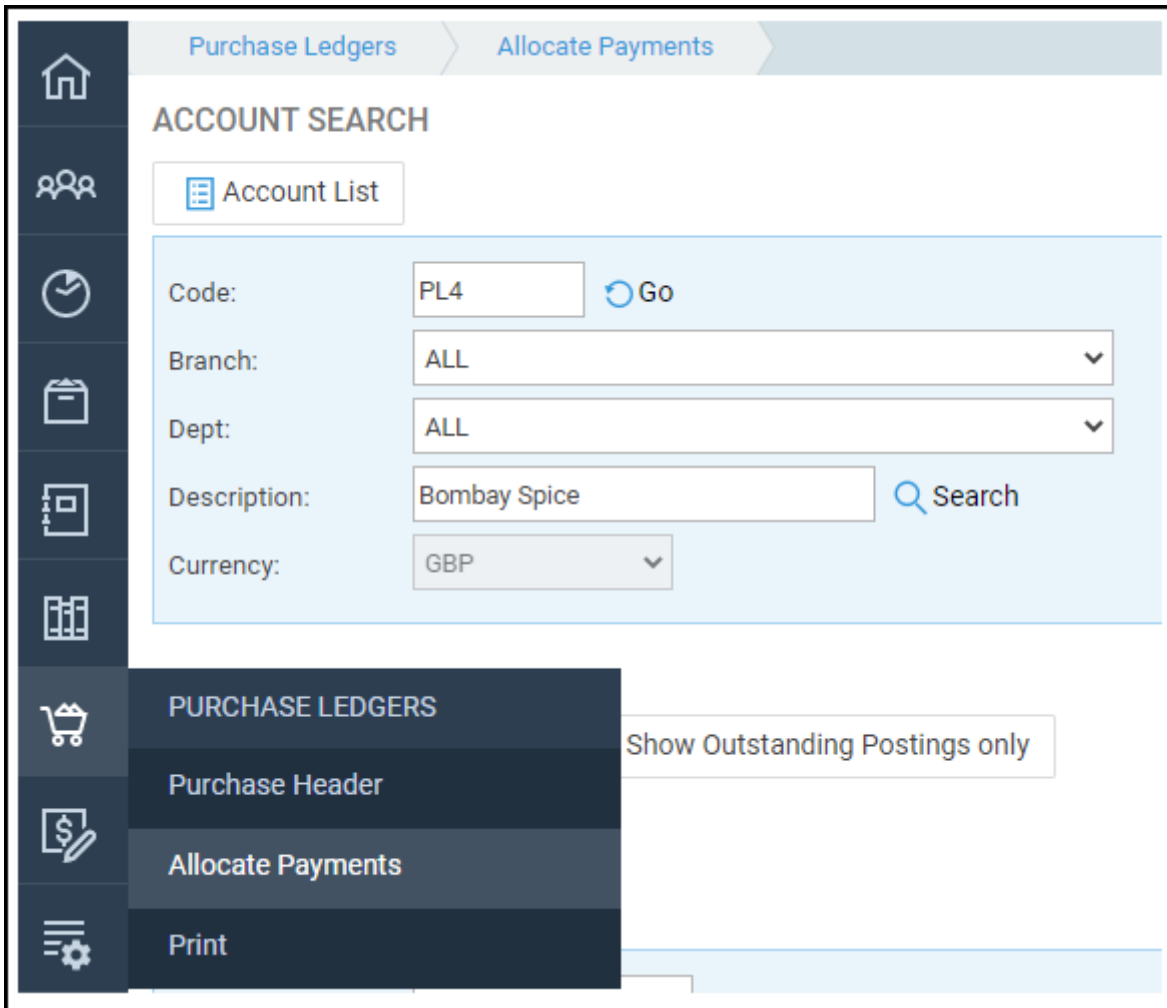 Purchase Ledgers Allocate Payments
ACCOUNT SEARCH
Account List
Code: PL4 Go
Branch: ALL
Dept: ALL
Description: Bombay Spice Search
Currency: GBP
PURCHASE LEDGERS
Show Outstanding Postings only
Purchase Header
Allocate Payments
Print